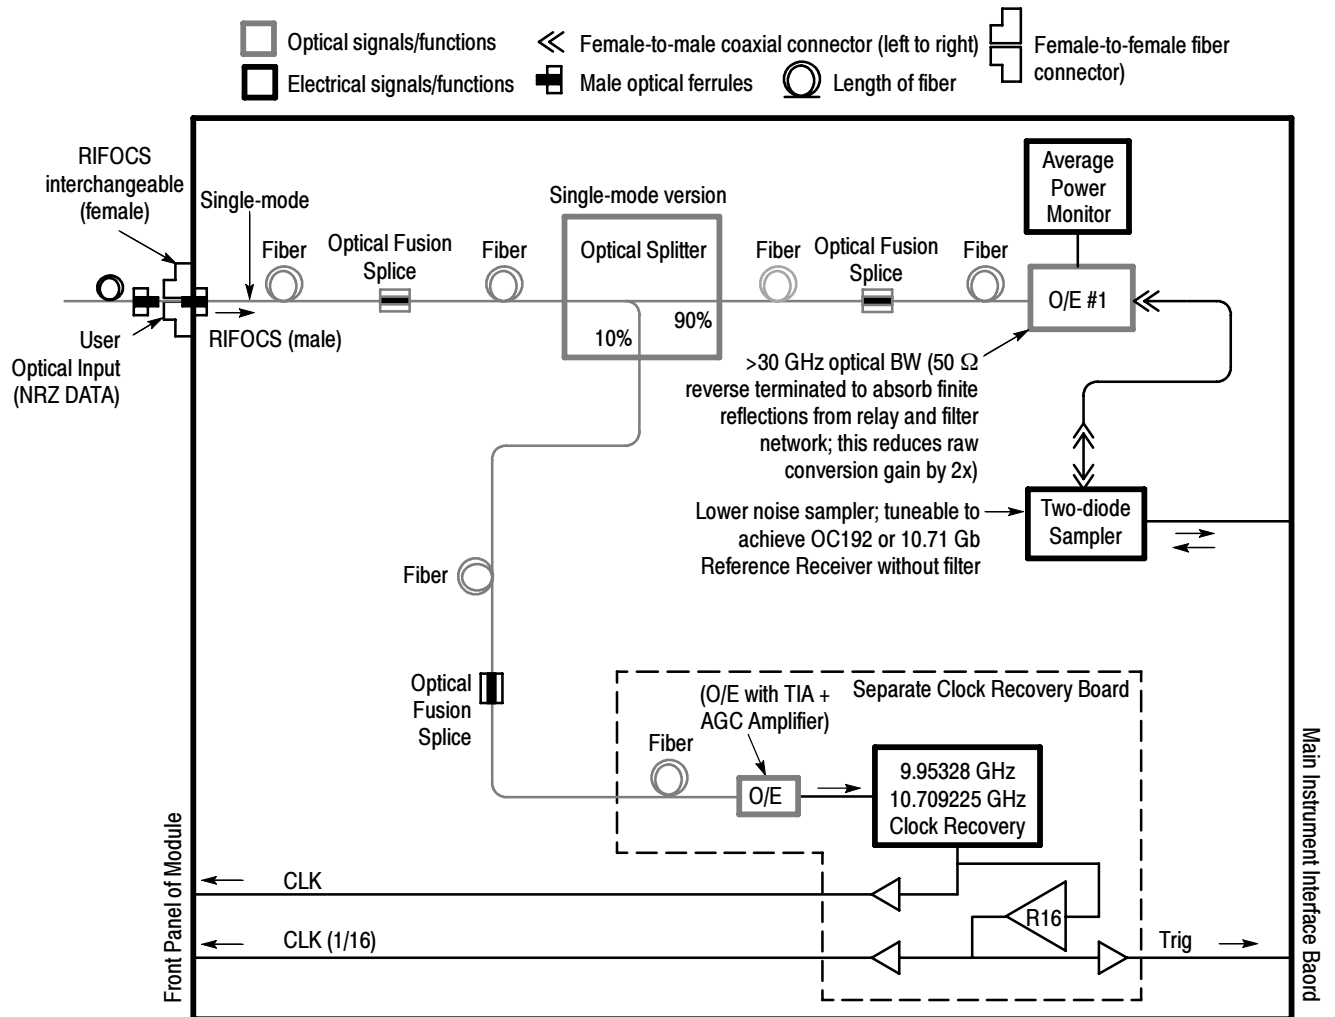 Optical signals/functions
Electrical signals/functions
Female-to-male coaxial connector (left to right)
Male optical ferrules
Length of fiber
Female-to-female fiber
connector)
RIFOCS
interchangeable
(female)
Single-mode
Fiber
Optical Fusion
Splice
Fiber
Single-mode version
Optical Splitter
90%
10%
Fiber
Optical Fusion
Splice
Fiber
Average
Power
Monitor
O/E #1
RIFOCS (male)
User
Optical Input
(NRZ DATA)
>30 GHz optical BW (50 Ω
reverse terminated to absorb finite
reflections from relay and filter
network; this reduces raw
conversion gain by 2x)
Lower noise sampler; tuneable to
achieve OC192 or 10.71 Gb
Reference Receiver without filter
Two-diode
Sampler
Fiber
Optical
Fusion
Splice
(O/E with TIA +
AGC Amplifier)
Separate Clock Recovery Board
Fiber
O/E
9.95328 GHz
10.709225 GHz
Clock Recovery
CLK
R16
CLK (1/16)
Trig
Front Panel of Module
Main Instrument Interface Baord